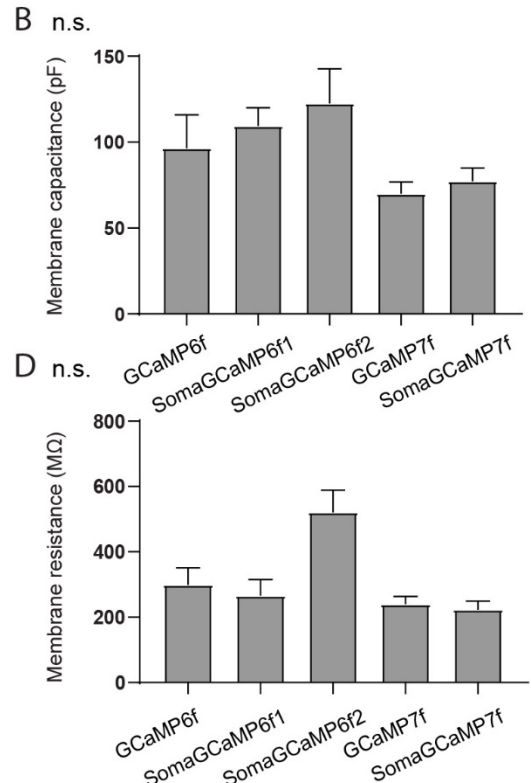 B n.s.
Membrane capacitance (pF)
150
100
50
0
GCaMP6f
SomaGCaMP6f1
SomaGCaMP6f2
GCaMP7f
SomaGCaMP7f
D n.s.
Membrane resistance (MΩ)
800
600
400
200
0
GCaMP6f
SomaGCaMP6f1
SomaGCaMP6f2
GCaMP7f
SomaGCaMP7f